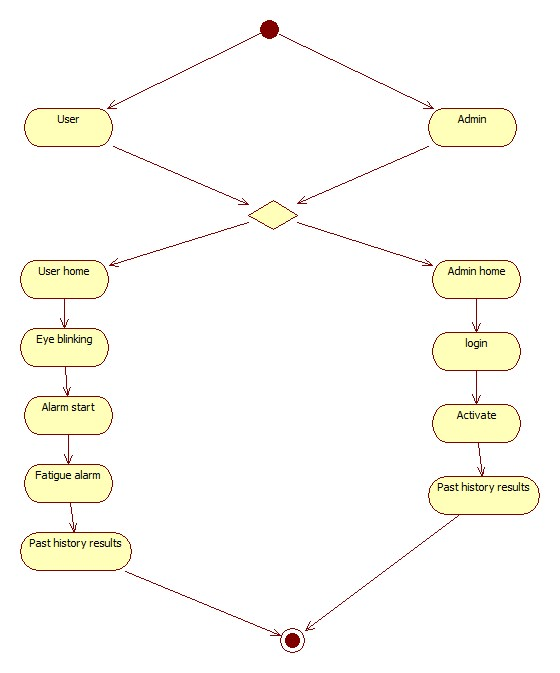 User
Admin
User home
Admin home
Eye blinking
login
Alarm start
Activate
Fatigue alarm
Past history results
Past history results